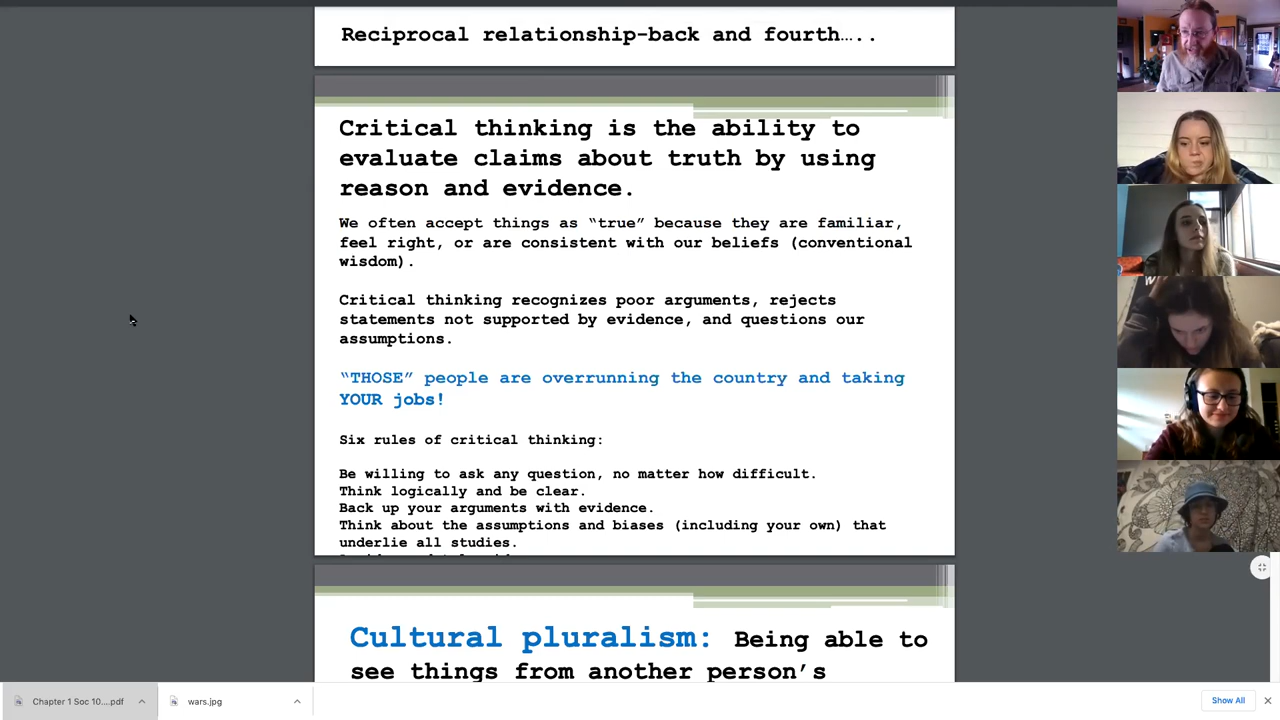 Reciprocal relationship-back and fourth…..
Critical thinking is the ability to
evaluate claims about truth by using
reason and evidence.
We often accept things as “true” because they are familiar,
feel right, or are consistent with our beliefs (conventional
wisdom).
Critical thinking recognizes poor arguments, rejects
statements not supported by evidence, and questions our
assumptions.
“THOSE” people are overrunning the country and taking
YOUR jobs!
Six rules of critical thinking:
Be willing to ask any question, no matter how difficult.
Think logically and be clear.
Back up your arguments with evidence.
Think about the assumptions and biases (including your own) that
underlie all studies.
Cultural pluralism: Being able to
see things from another person’s
Chapter 1 Soc 10....pdf
wars.jpg
Show All